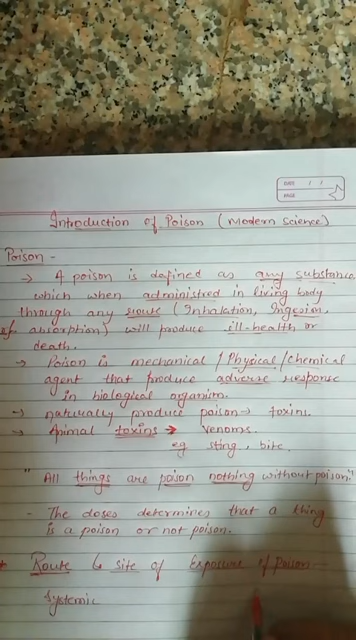 DATE / /
PAGE
Introduction of Poison (Modern Science)
Poison -
→ A poison is defined as any substance
which when administred in living body
through any route (Inhalation, Ingestion,
of absorption) will produce ill-health or
death.
→ Poison is mechanical / Physical / chemical
agent that produce adverse response
in biological organism.
→ naturally produce poison → toxins.
→ Animal toxins → venoms.
eg sting, bite.
"All things are poison nothing without poison"
- The doses determines that a thing
is a poison or not poison.
Route & site of Exposure of Poison
Systemic